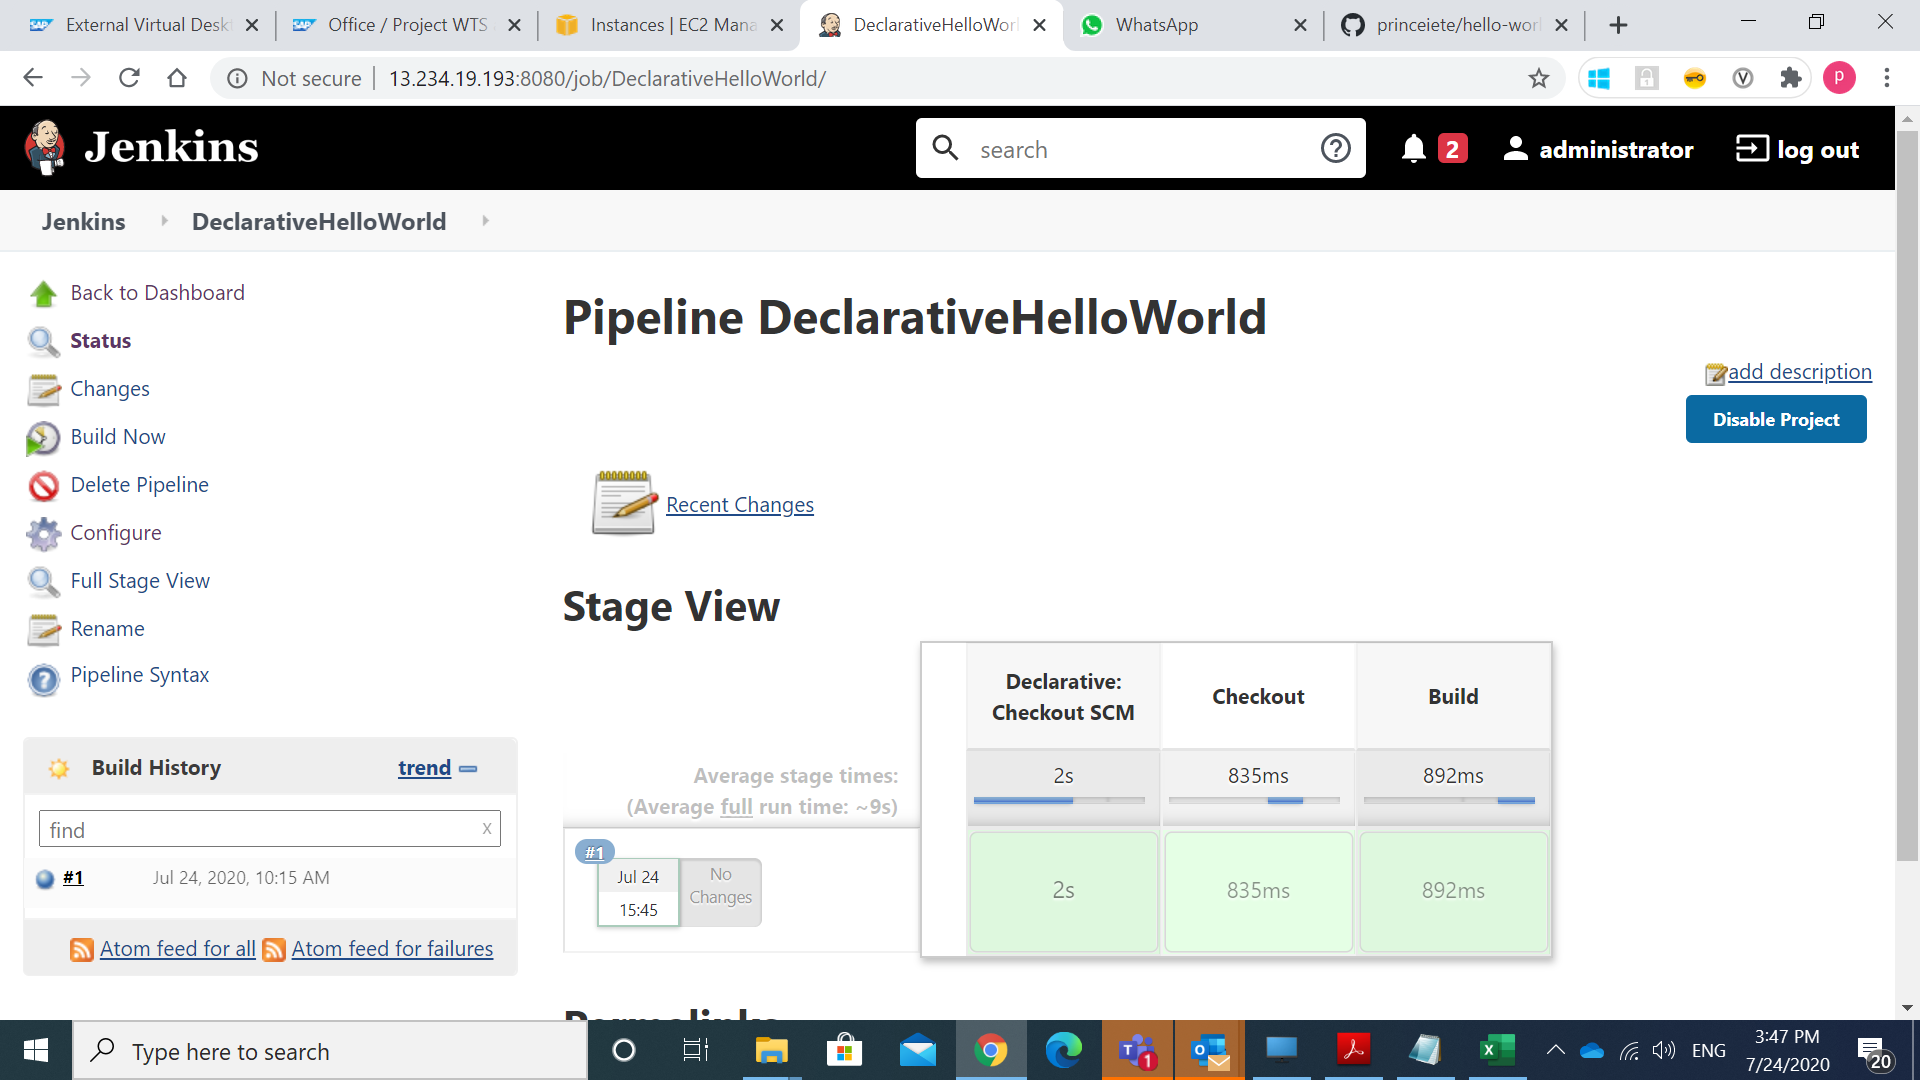 External Virtual Deskt
Office / Project WTS
Instances | EC2 Mana
DeclarativeHelloWorl
WhatsApp
princeiete/hello-worl
Not secure
13.234.19.193:8080/job/DeclarativeHelloWorld/
p
Jenkins
search
2
administrator
log out
Jenkins
DeclarativeHelloWorld
Back to Dashboard
Status
Changes
Build Now
Delete Pipeline
Configure
Full Stage View
Rename
Pipeline Syntax
Build History
trend
find
x
#1
Jul 24, 2020, 10:15 AM
Atom feed for all
Atom feed for failures
Pipeline DeclarativeHelloWorld
add description
Disable Project
Recent Changes
Stage View
Declarative:
Checkout SCM
Checkout
Build
Average stage times:
(Average full run time: ~9s)
2s
835ms
892ms
#1
Jul 24
15:45
No
Changes
2s
835ms
892ms
Permalinks
Type here to search
1
ENG
3:47 PM
7/24/2020
20